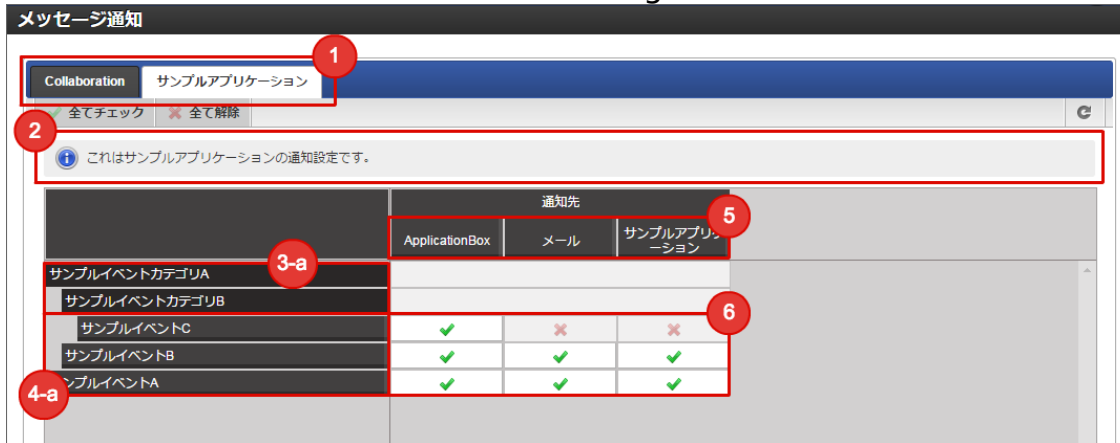 メッセージ通知
1
Collaboration サンプルアプリケーション
全てチェック 全て解除
2
これはサンプルアプリケーションの通知設定です。
通知先
5
ApplicationBox メール サンプルアプリケ
ーション
3-a
サンプルイベントカテゴリA
サンプルイベントカテゴリB
6
サンプルイベントC
サンプルイベントB
ンプルイベントA
4-a